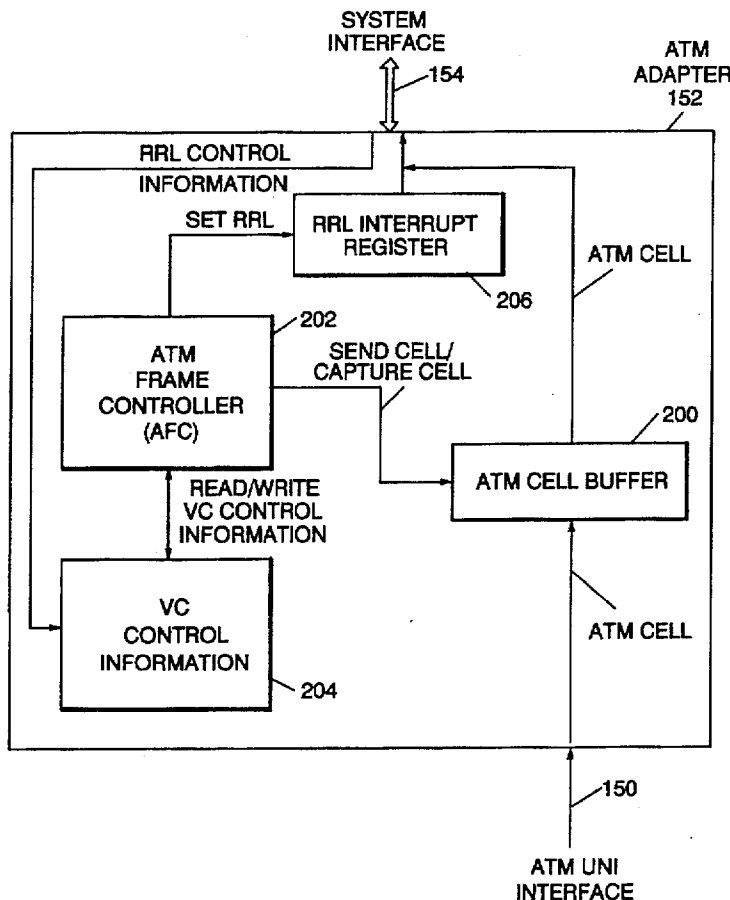 SYSTEM
INTERFACE
154
ATM
ADAPTER
152
RRL CONTROL
INFORMATION
SET RRL
RRL INTERRUPT
REGISTER
206
ATM CELL
202
ATM
FRAME
CONTROLLER
(AFC)
SEND CELL/
CAPTURE CELL
200
ATM CELL BUFFER
READ/WRITE
VC CONTROL
INFORMATION
VC
CONTROL
INFORMATION
204
ATM CELL
150
ATM UNI
INTERFACE